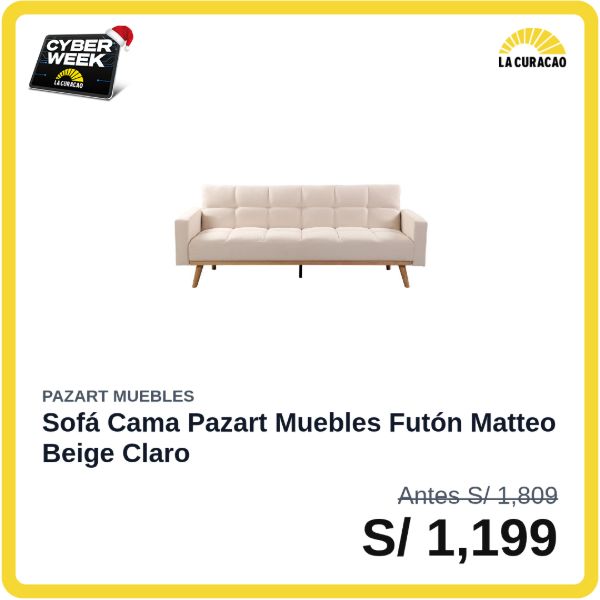 CYBER
WEEK
LA CURACAO
LA CURACAO
PAZART MUEBLES
Sofá Cama Pazart Muebles Futón Matteo
Beige Claro
Antes S/ 1,809
S/ 1,199